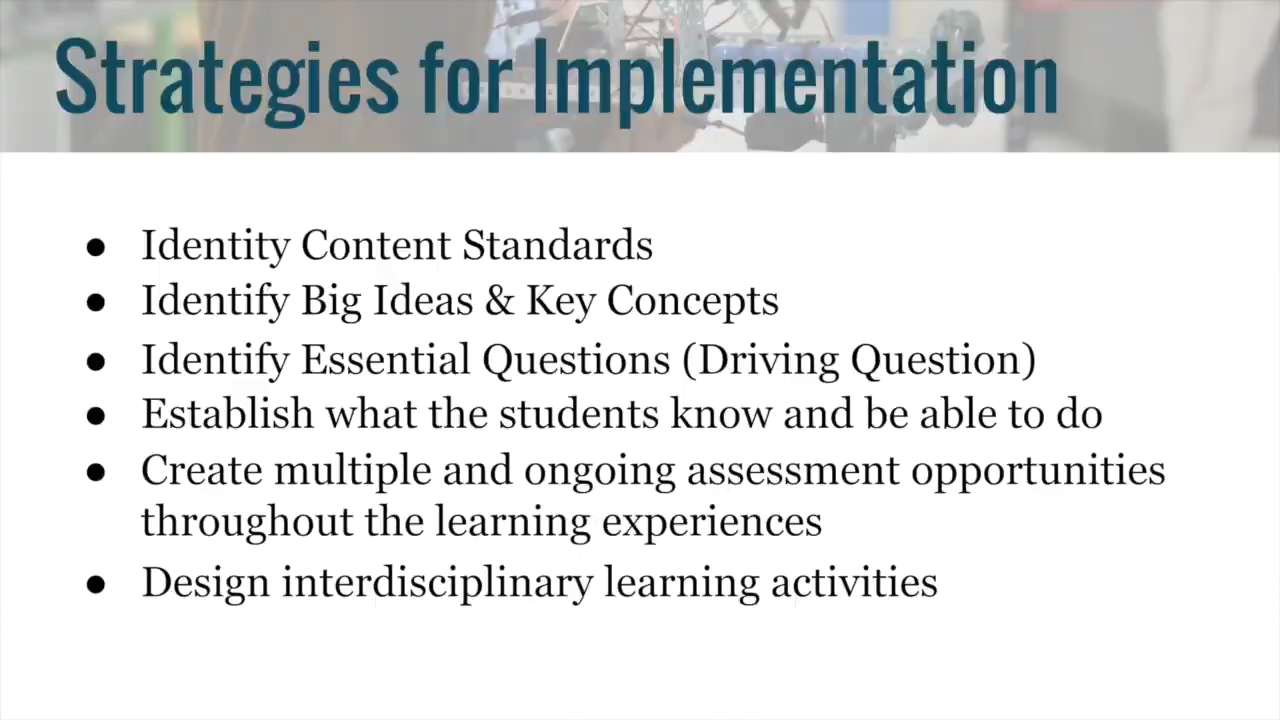 Strategies for Implementation
● Identity Content Standards
● Identify Big Ideas & Key Concepts
● Identify Essential Questions (Driving Question)
● Establish what the students know and be able to do
● Create multiple and ongoing assessment opportunities
throughout the learning experiences
● Design interdisciplinary learning activities